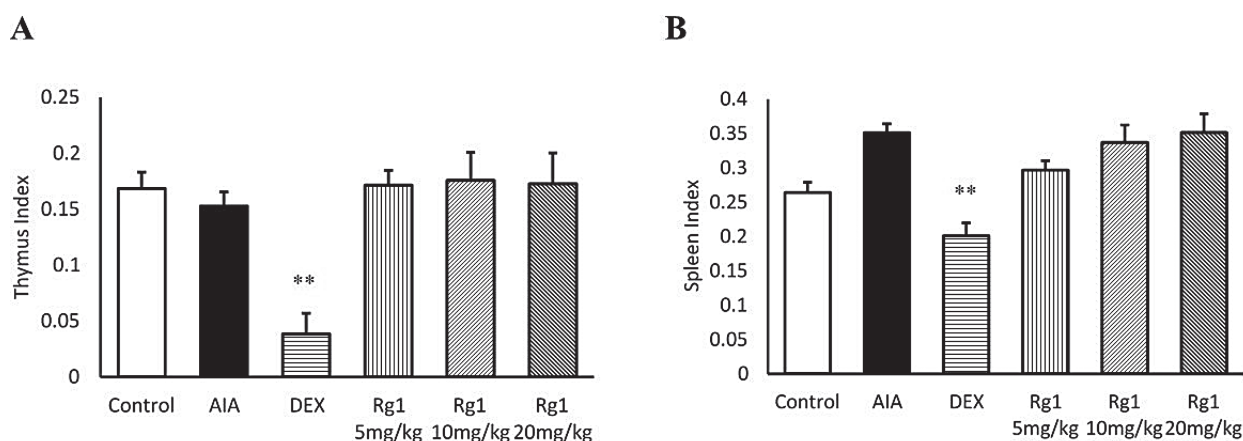 A
B
Thymus Index
0.25
0.2
0.15
0.1
0.05
0
**
Control AIA DEX Rg1 Rg1 Rg1
5mg/kg 10mg/kg 20mg/kg
Spleen Index
0.4
0.35
0.3
0.25
0.2
0.15
0.1
0.05
0
**
Control AIA DEX Rg1 Rg1 Rg1
5mg/kg 10mg/kg 20mg/kg